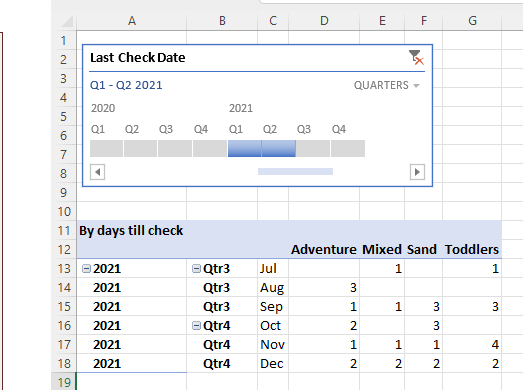 A B C D E F G
1
2 Last Check Date
3 Q1 - Q2 2021 QUARTERS
4
5 2020 2021
6 Q1 Q2 Q3 Q4 Q1 Q2 Q3 Q4
7
8
9
10
11 By days till check
12 Adventure Mixed Sand Toddlers
13 2021 Qtr3 Jul 1 1
14 2021 Qtr3 Aug 3
15 2021 Qtr3 Sep 1 1 3 3
16 2021 Qtr4 Oct 2 3
17 2021 Qtr4 Nov 1 1 1 4
18 2021 Qtr4 Dec 2 2 2 2
19